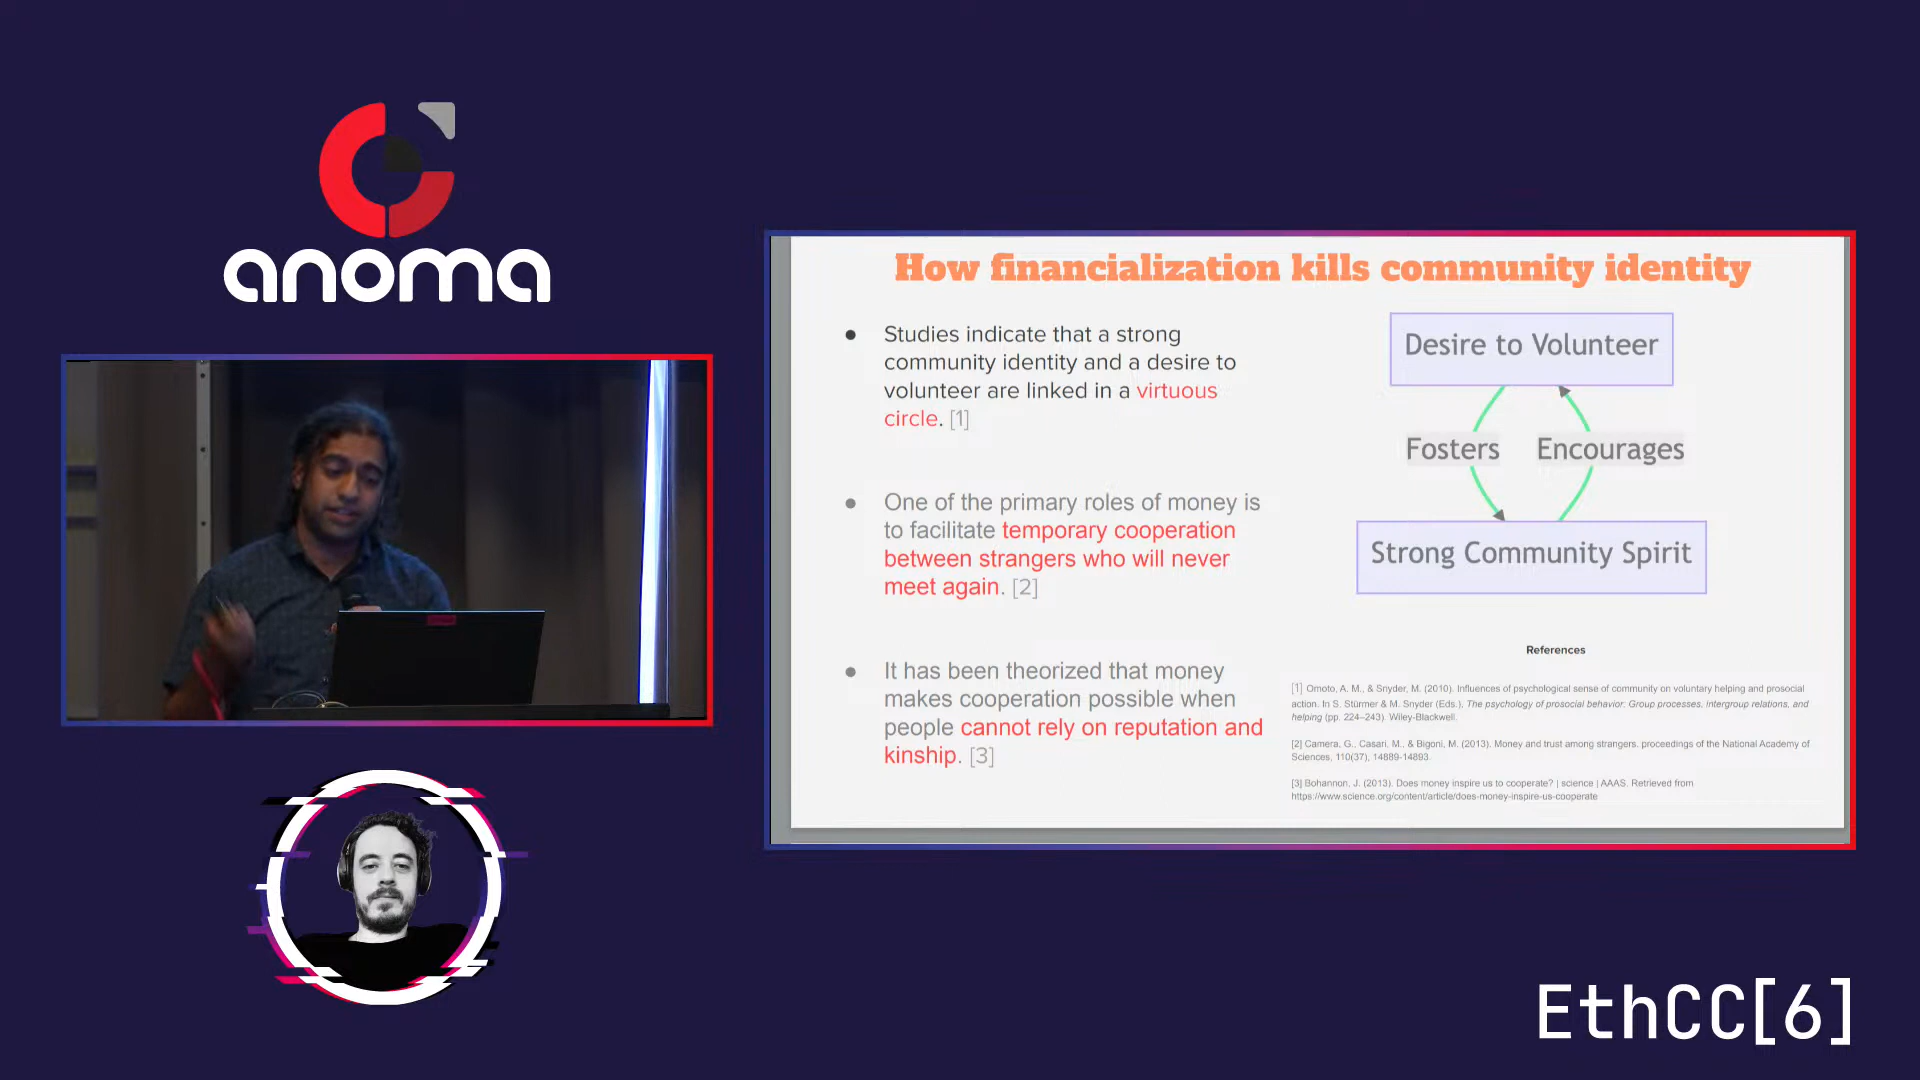 anoma
How financialization kills community identity
Studies indicate that a strong
community identity and a desire to
volunteer are linked in a virtuous
circle. [1]
One of the primary roles of money is
to facilitate temporary cooperation
between strangers who will never
meet again. [2]
It has been theorized that money
makes cooperation possible when
people cannot rely on reputation and
kinship. [3]
Desire to Volunteer
Fosters
Encourages
Strong Community Spirit
References
[1] Omoto, A. M., & Snyder, M. (2010). Influences of psychological sense of community on voluntary helping and prosocial
action. In S. Stürmer & M. Snyder (Eds.), The psychology of prosocial behavior: Group processes, intergroup relations, and
helping (pp. 224–243). Wiley-Blackwell.
[2] Camera, G., Casari, M., & Bigoni, M. (2013). Money and trust among strangers. proceedings of the National Academy of
Sciences, 110(37), 14889-14893.
[3] Bohannon, J. (2013). Does money inspire us to cooperate? | science | AAAS. Retrieved from
https://www.science.org/content/article/does-money-inspire-us-cooperate
EthCC[6]